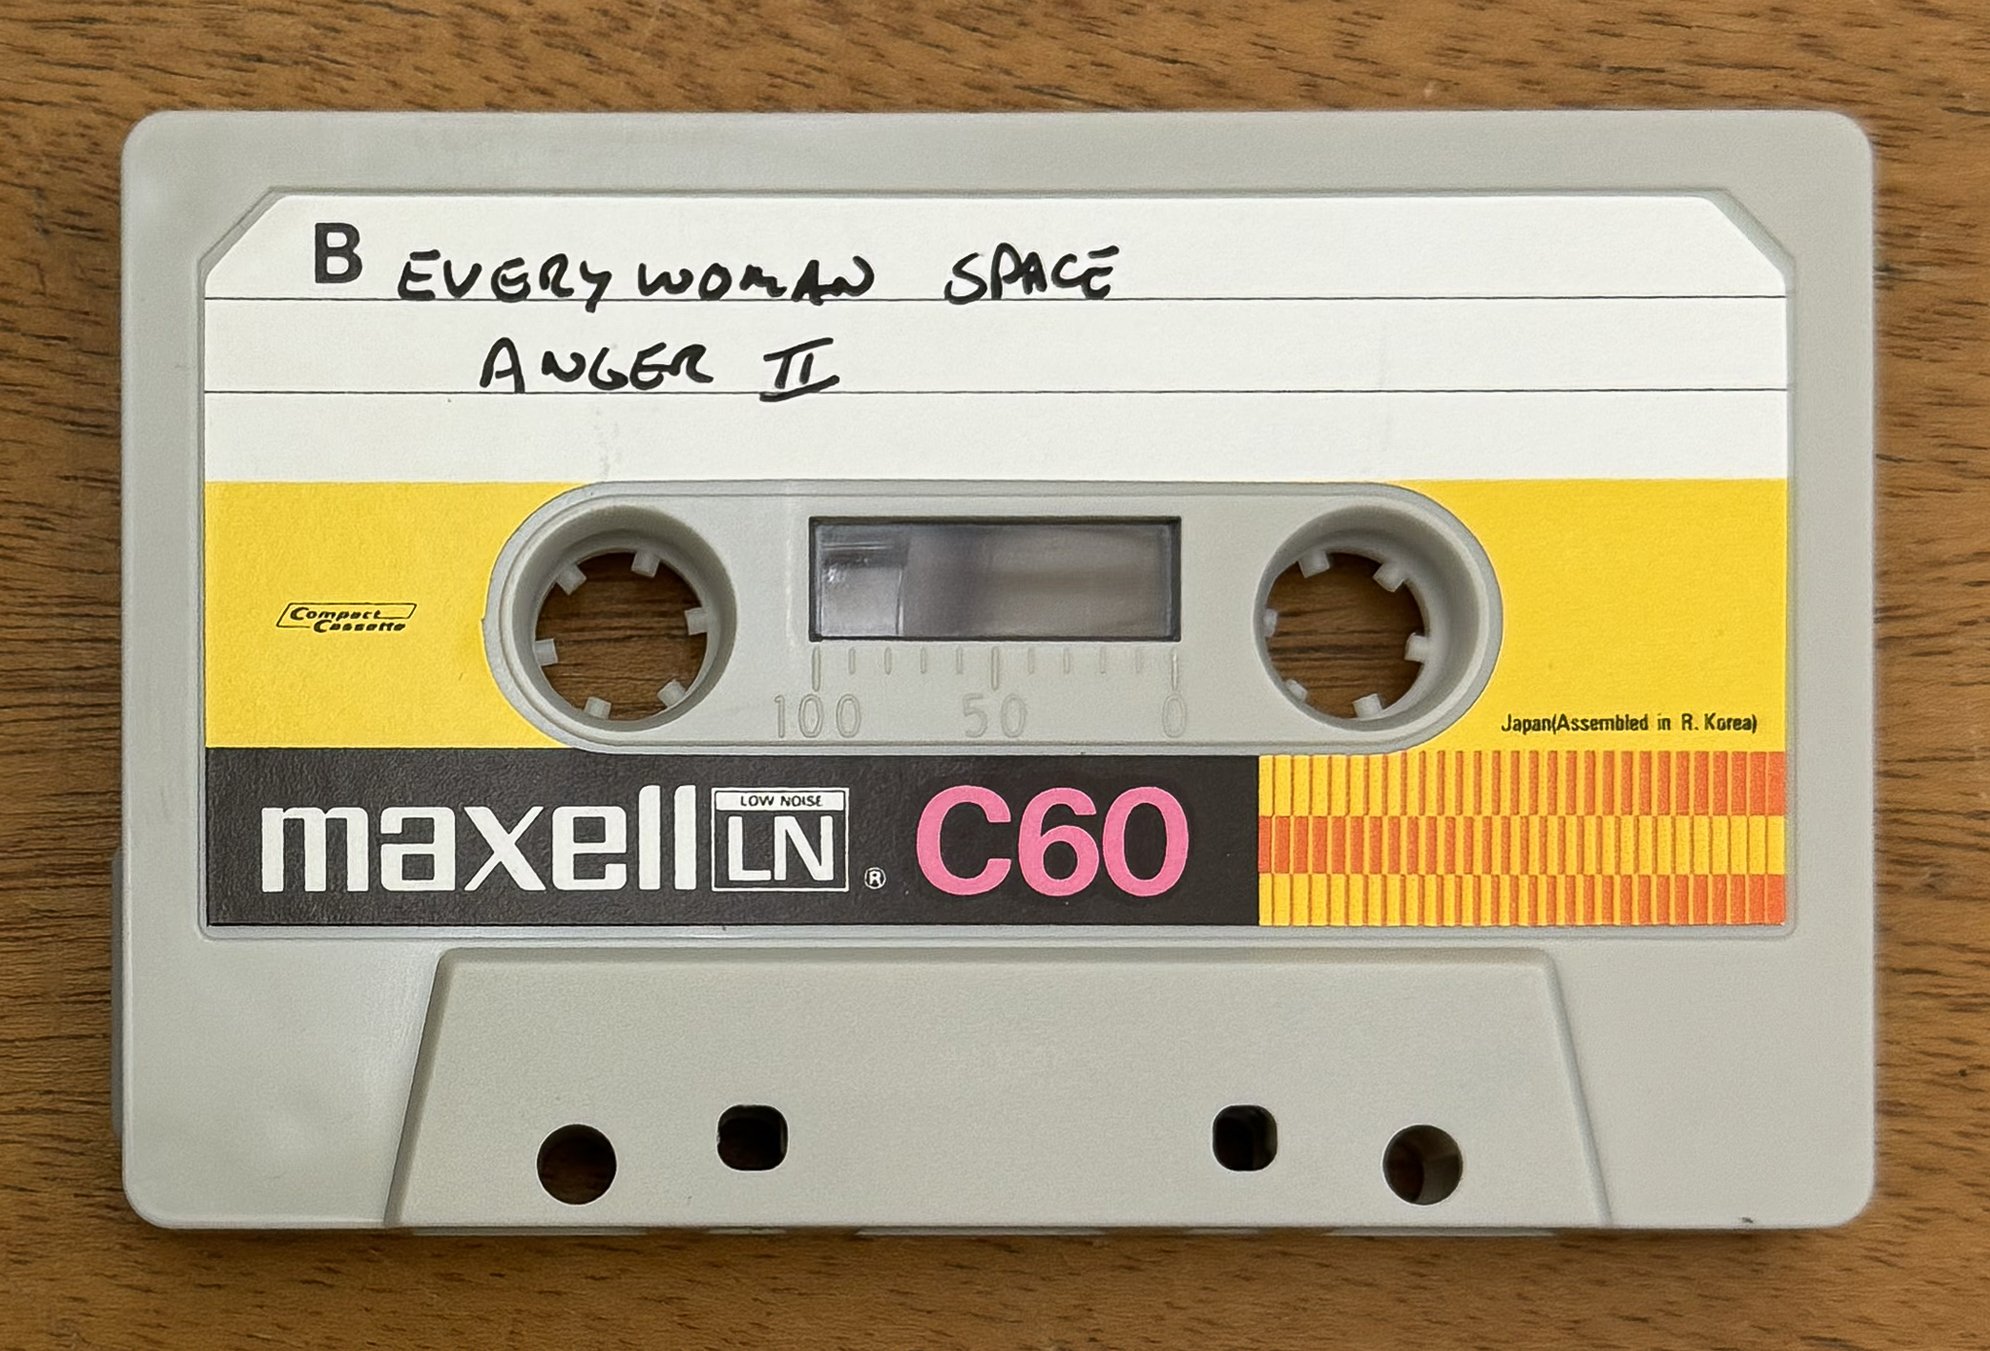 B EVERYWOMAN SPACE
ANGER II
Compact
Cassette
100 50 0
Japan(Assembled in R. Korea)
maxell LOW NOISE LN ® C60